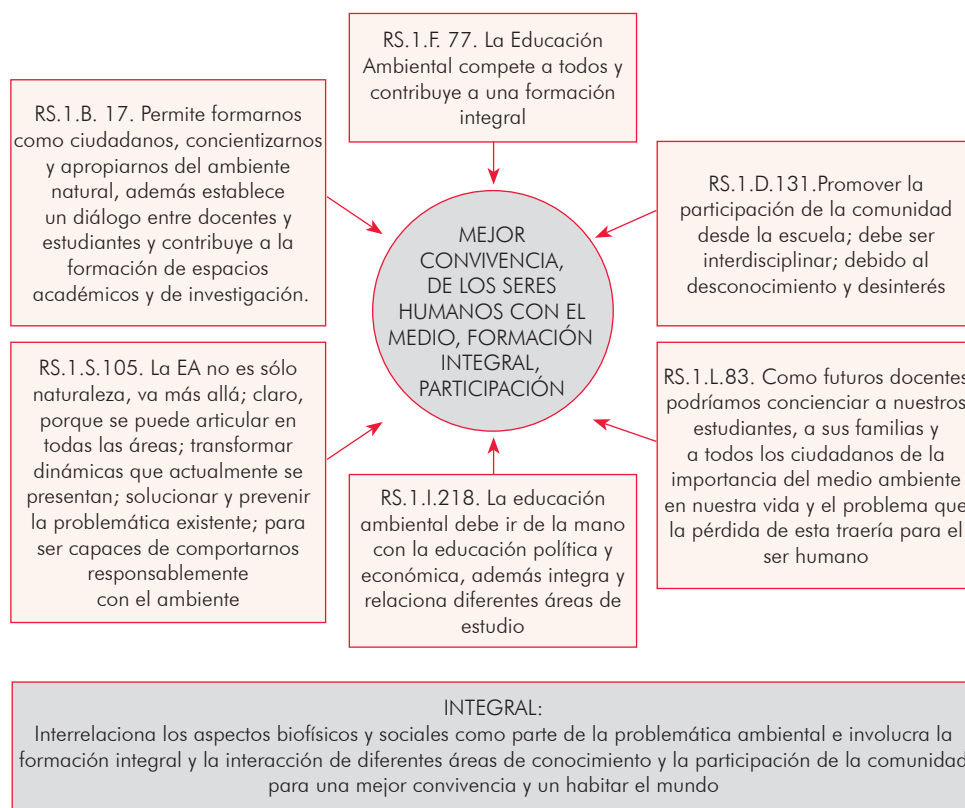 RS.1.F. 77. La Educación
Ambiental compete a todos y
contribuye a una formación
integral
RS.1.B. 17. Permite formarnos
como ciudadanos, concientizarnos
y apropiarnos del ambiente
natural, además establece
un diálogo entre docentes y
estudiantes y contribuye a la
formación de espacios
académicos y de investigación.
RS.1.D.131.Promover la
participación de la comunidad
desde la escuela; debe ser
interdisciplinar; debido al
desconocimiento y desinterés
MEJOR
CONVIVENCIA,
DE LOS SERES
HUMANOS CON EL
MEDIO, FORMACIÓN
INTEGRAL,
PARTICIPACIÓN
RS.1.S.105. La EA no es sólo
naturaleza, va más allá; claro,
porque se puede articular en
todas las áreas; transformar
dinámicas que actualmente se
presentan; solucionar y prevenir
la problemática existente; para
ser capaces de comportarnos
responsablemente
con el ambiente
RS.1.I.218. La educación
ambiental debe ir de la mano
con la educación política y
económica, además integra y
relaciona diferentes áreas de
estudio
RS.1.L.83. Como futuros docentes
podríamos concienciar a nuestros
estudiantes, a sus familias y
a todos los ciudadanos de la
importancia del medio ambiente
en nuestra vida y el problema que
la pérdida de esta traería para el
ser humano
INTEGRAL:
Interrelaciona los aspectos biofísicos y sociales como parte de la problemática ambiental e involucra la
formación integral y la interacción de diferentes áreas de conocimiento y la participación de la comunidad
para una mejor convivencia y un habitar el mundo